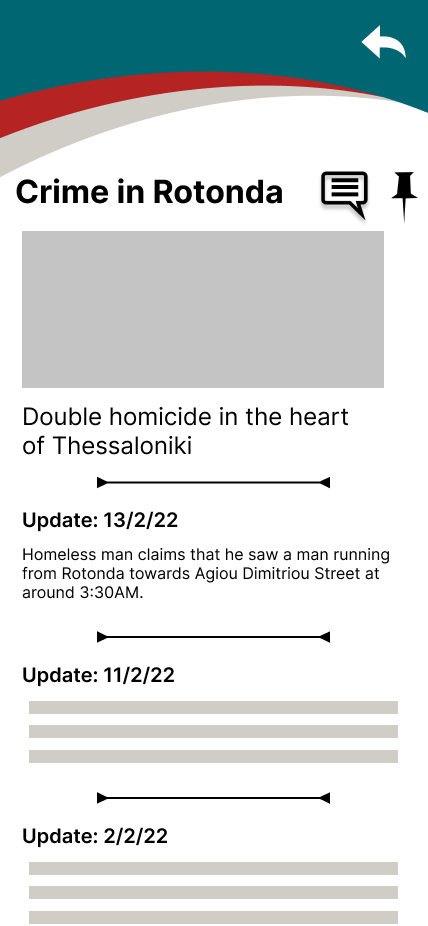 Crime in Rotonda
Double homicide in the heart
of Thessaloniki
Update: 13/2/22
Homeless man claims that he saw a man running
from Rotonda towards Agiou Dimitriou Street at
around 3:30AM.
Update: 11/2/22
Update: 2/2/22